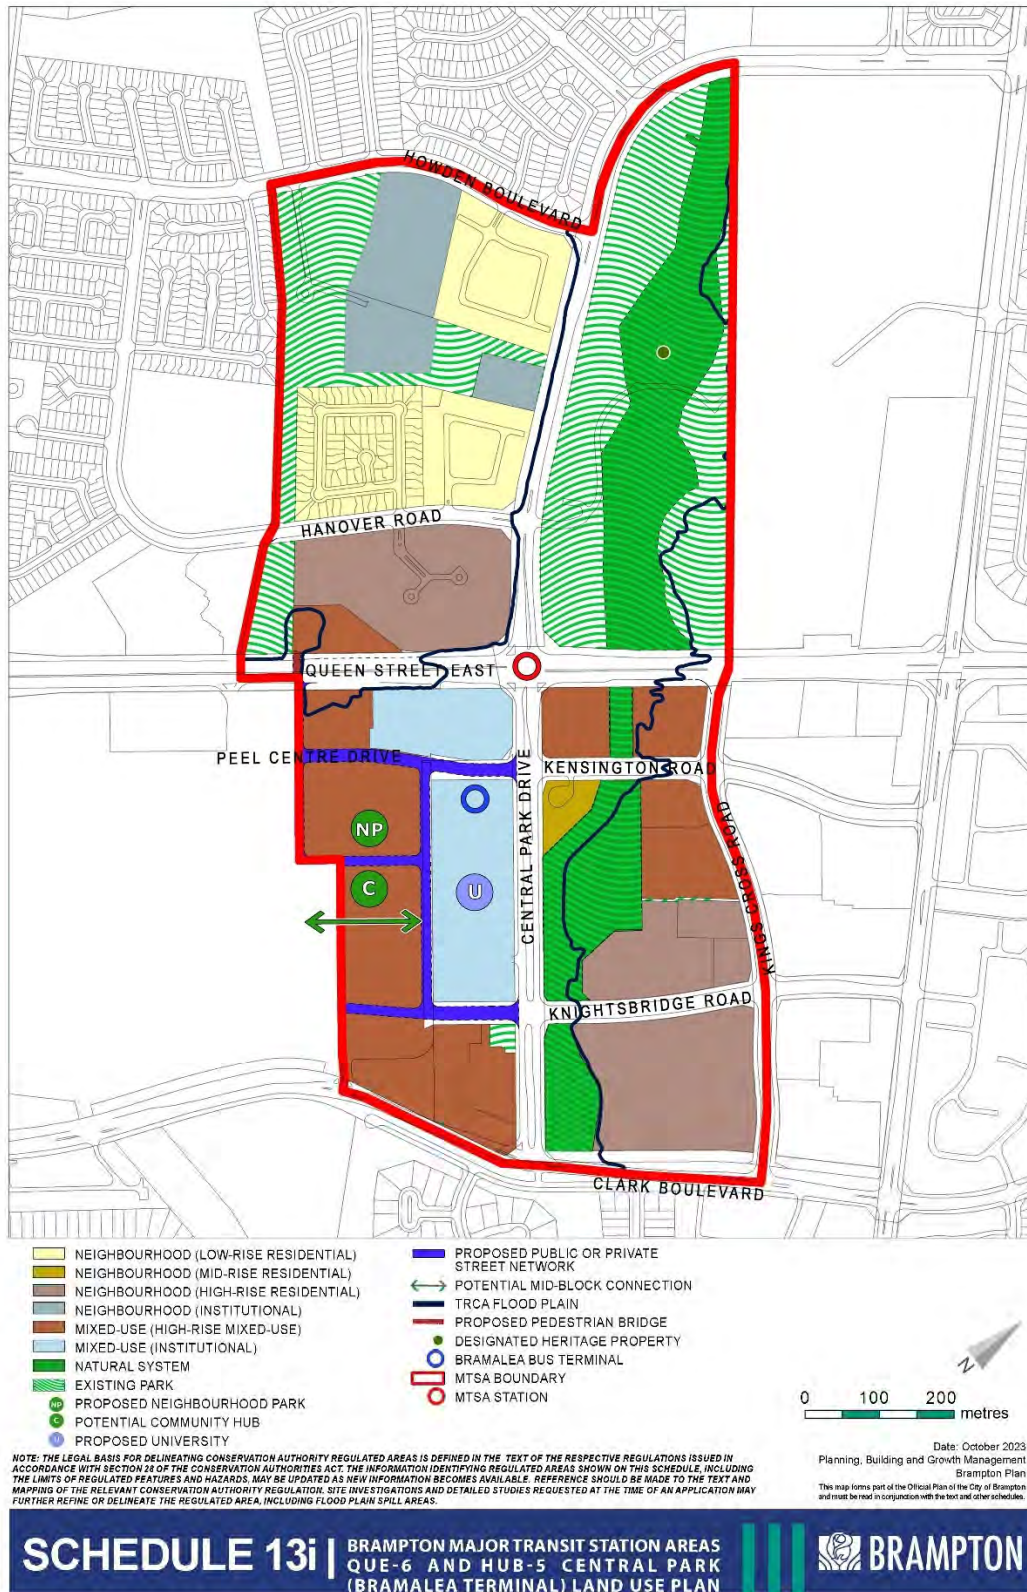 HOWDEN BOULEVARD
HANOVER ROAD
QUEEN STREET EAST
PEEL CENTRE DRIVE
KENSINGTON ROAD
CENTRAL PARK DRIVE
NP
C
U
KINGS CROSS ROAD
KNIGHTSBRIDGE ROAD
CLARK BOULEVARD
NEIGHBOURHOOD (LOW-RISE RESIDENTIAL)
NEIGHBOURHOOD (MID-RISE RESIDENTIAL)
NEIGHBOURHOOD (HIGH-RISE RESIDENTIAL)
NEIGHBOURHOOD (INSTITUTIONAL)
MIXED-USE (HIGH-RISE MIXED-USE)
MIXED-USE (INSTITUTIONAL)
NATURAL SYSTEM
EXISTING PARK
NP PROPOSED NEIGHBOURHOOD PARK
C POTENTIAL COMMUNITY HUB
U PROPOSED UNIVERSITY
PROPOSED PUBLIC OR PRIVATE
STREET NETWORK
POTENTIAL MID-BLOCK CONNECTION
TRCA FLOOD PLAIN
PROPOSED PEDESTRIAN BRIDGE
DESIGNATED HERITAGE PROPERTY
BRAMALEA BUS TERMINAL
MTSA BOUNDARY
MTSA STATION
N
0 100 200
metres
NOTE: THE LEGAL BASIS FOR DELINEATING CONSERVATION AUTHORITY REGULATED AREAS IS DEFINED IN THE TEXT OF THE RESPECTIVE REGULATIONS ISSUED IN
ACCORDANCE WITH SECTION 28 OF THE CONSERVATION AUTHORITIES ACT. THE INFORMATION IDENTIFYING REGULATED AREAS SHOWN ON THIS SCHEDULE, INCLUDING
THE LIMITS OF REGULATED FEATURES AND HAZARDS, MAY BE UPDATED AS NEW INFORMATION BECOMES AVAILABLE. REFERENCE SHOULD BE MADE TO THE TEXT AND
MAPPING OF THE RELEVANT CONSERVATION AUTHORITY REGULATION. SITE INVESTIGATIONS AND DETAILED STUDIES REQUESTED AT THE TIME OF AN APPLICATION MAY
FURTHER REFINE OR DELINEATE THE REGULATED AREA, INCLUDING FLOOD PLAIN SPILL AREAS.
Date: October 2023
Planning, Building and Growth Management
Brampton Plan
This map forms part of the Official Plan of the City of Brampton
and must be read in conjunction with the text and other schedules.
SCHEDULE 13i |
BRAMPTON MAJOR TRANSIT STATION AREAS
QUE-6 AND HUB-5 CENTRAL PARK
(BRAMALEA TERMINAL) LAND USE PLAN
BRAMPTON